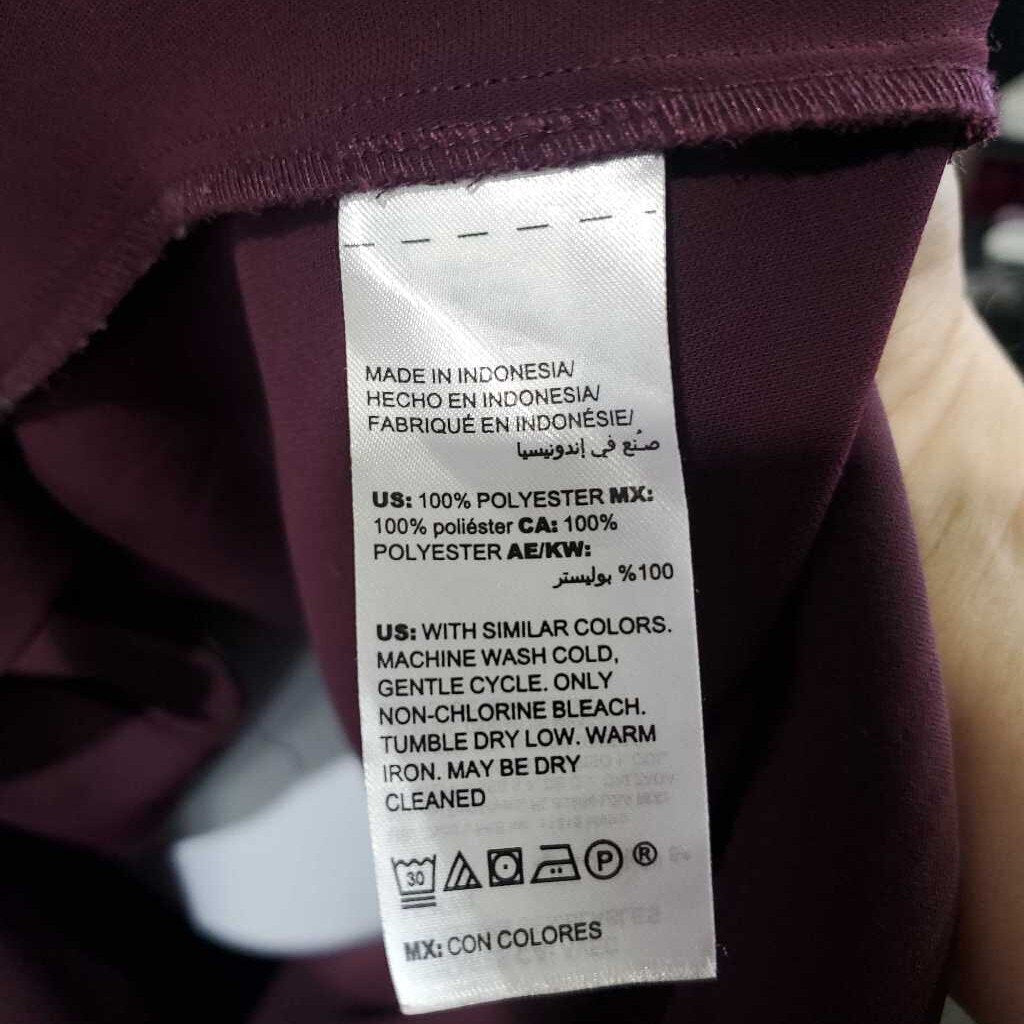 MADE IN INDONESIA/
HECHO EN INDONESIA/
FABRIQUÉ EN INDONÉSIE/
صُنع في إندونيسيا
US: 100% POLYESTER MX:
100% poliéster CA: 100%
POLYESTER AE/KW:
100% بوليستر
US: WITH SIMILAR COLORS.
MACHINE WASH COLD,
GENTLE CYCLE. ONLY
NON-CHLORINE BLEACH.
TUMBLE DRY LOW. WARM
IRON. MAY BE DRY
CLEANED
30 P ®
MX: CON COLORES